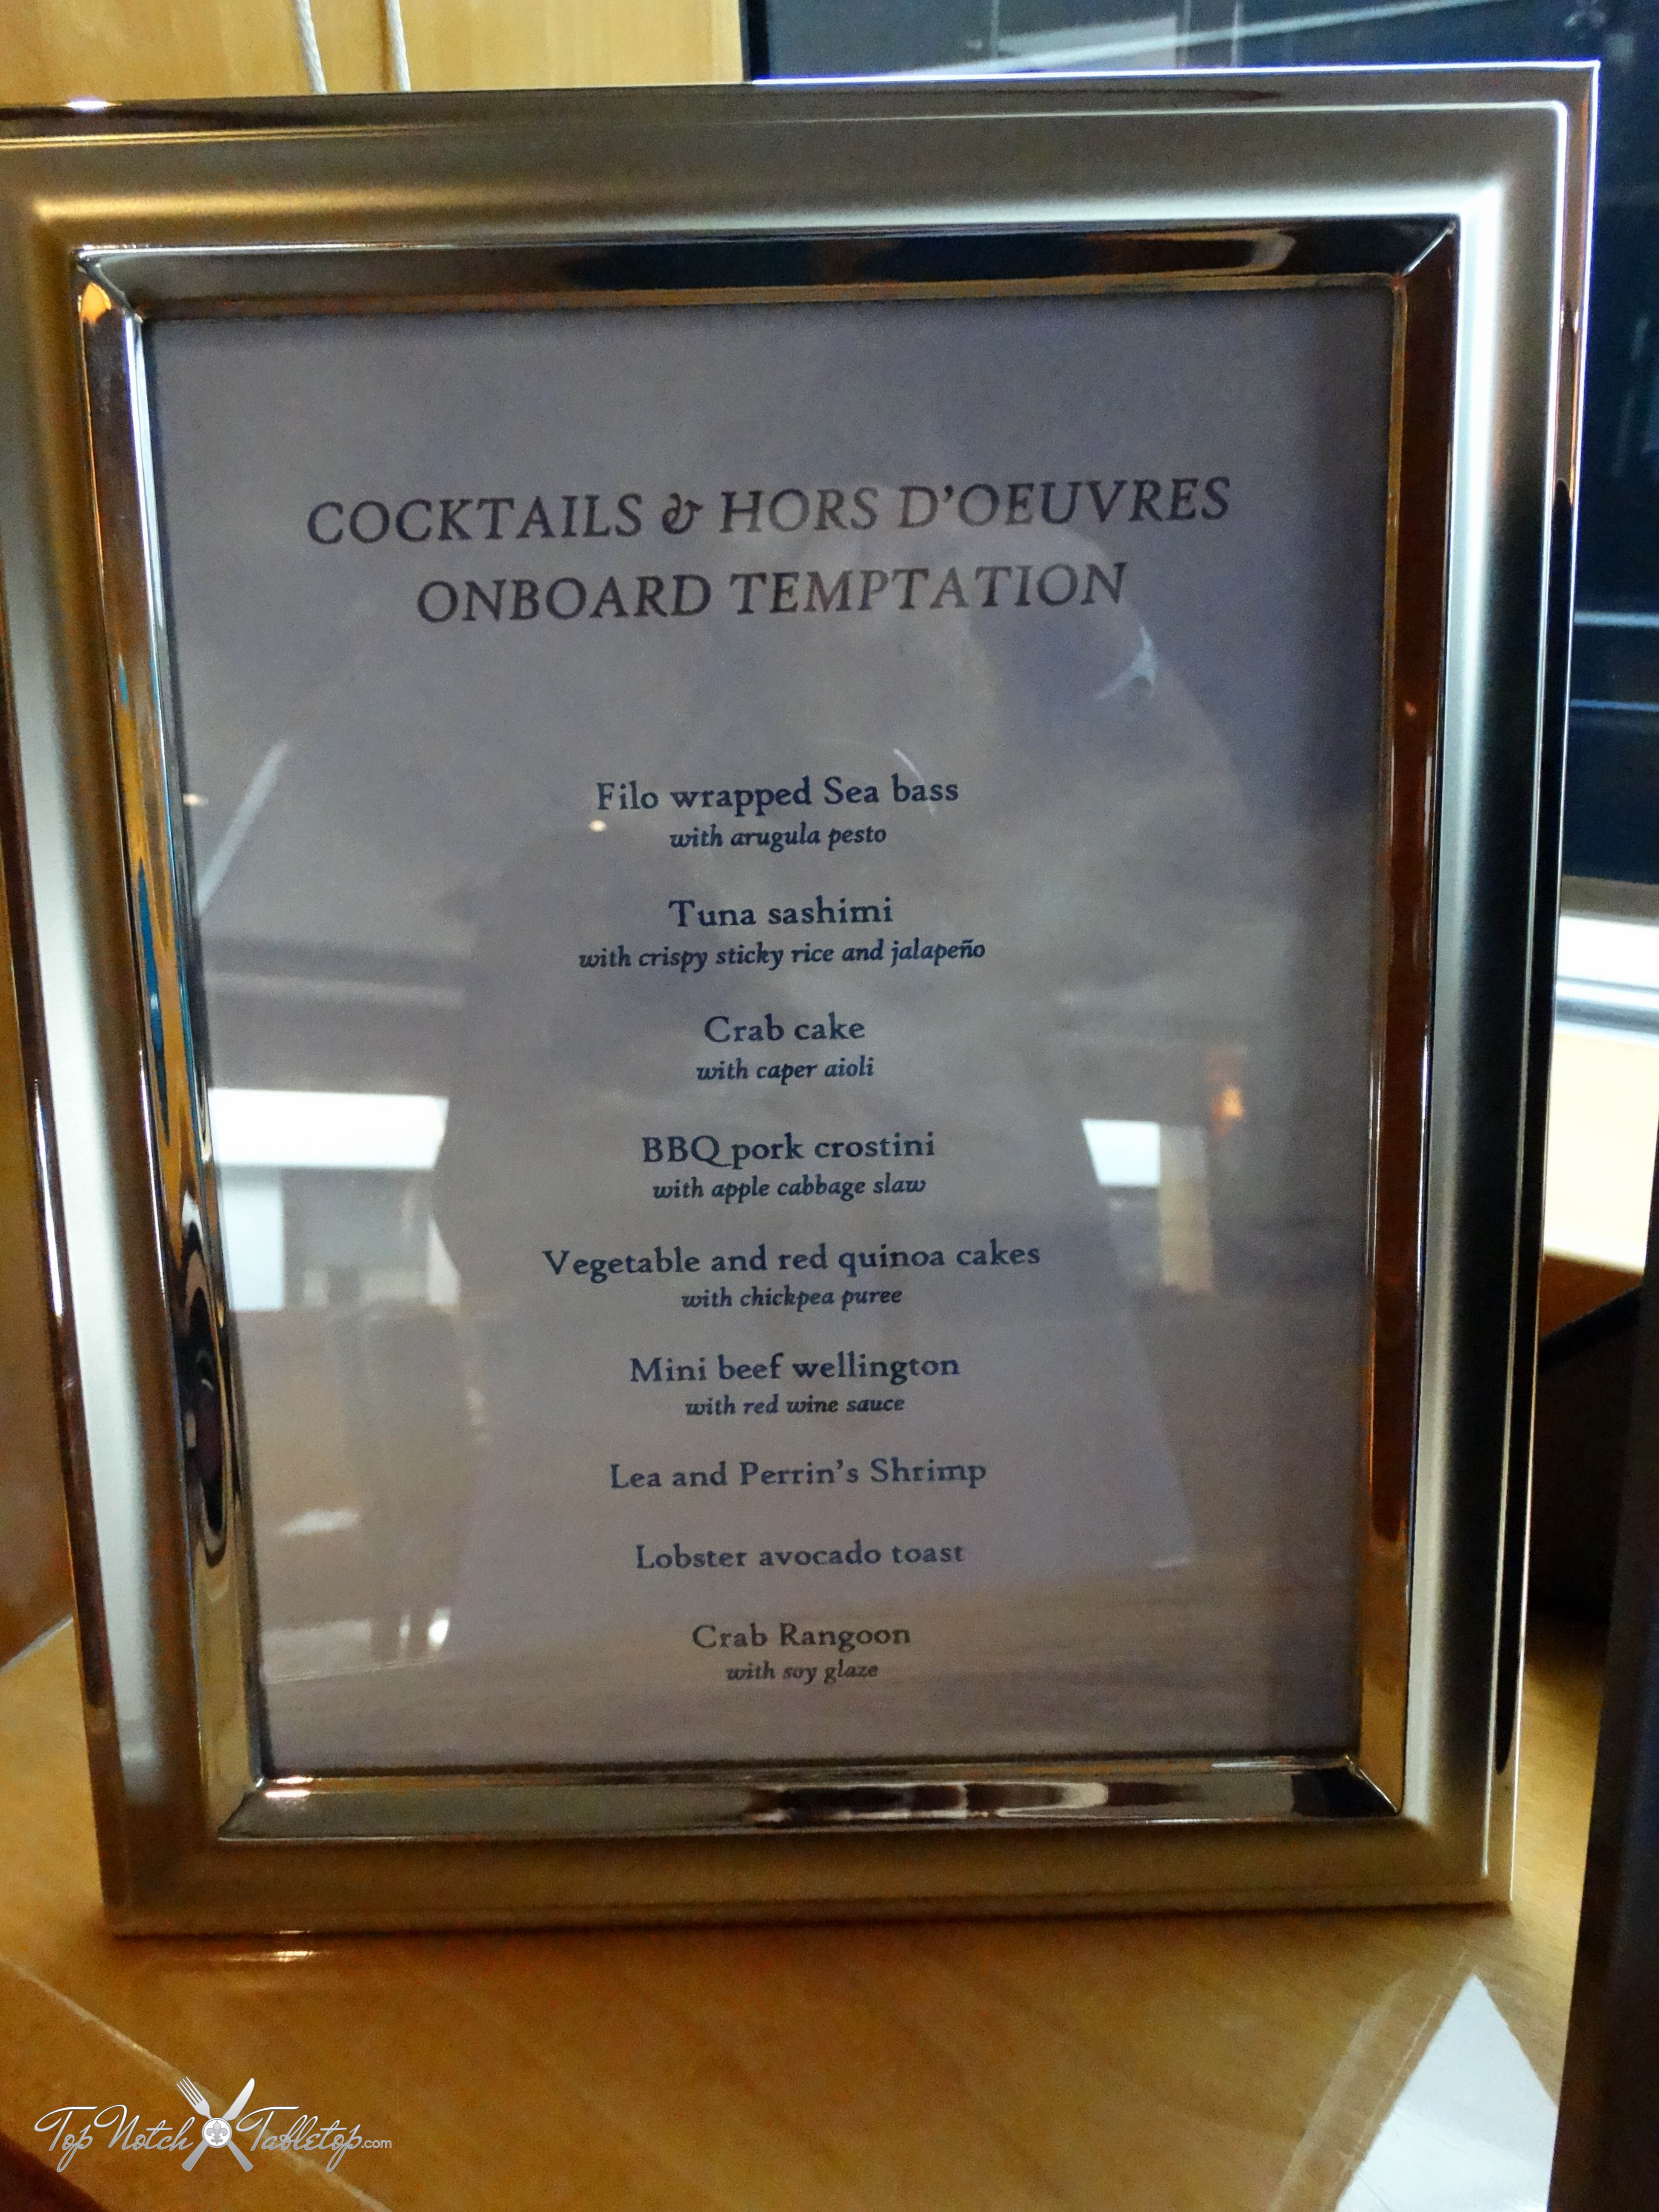 COCKTAILS & HORS D'OEUVRES
ONBOARD TEMPTATION
Filo wrapped Sea bass
with arugula pesto
Tuna sashimi
with crispy sticky rice and jalapeño
Crab cake
with caper aioli
BBQ pork crostini
with apple cabbage slaw
Vegetable and red quinoa cakes
with chickpea puree
Mini beef wellington
with red wine sauce
Lea and Perrin's Shrimp
Lobster avocado toast
Crab Rangoon
with soy glaze
Top Notch Tabletop.com